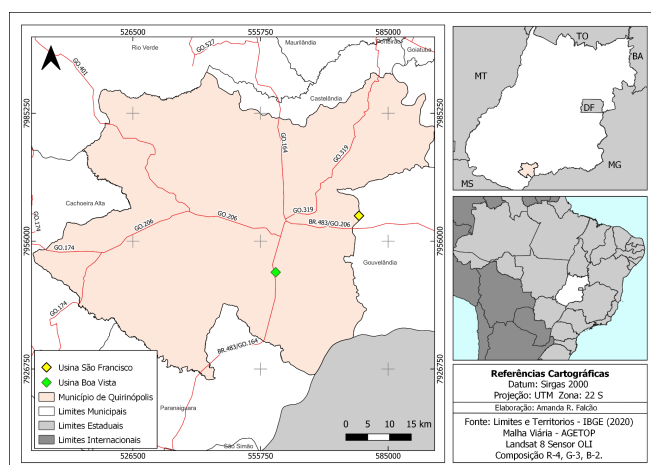 526500
555750
585000
Rio Verde
GO.527
Maurilândia
Porteirão
Goiatuba
GO.401
Castelândia
7985250
7985250
GO.164
GO.319
Cachoeira Alta
GO.174
GO.206
GO.206
GO.319
BR.483/GO.206
7956000
7956000
GO.174
Gouvelândia
GO.174
BR.483/GO.164
7926750
7926750
Paranaiguara
São Simão
Usina São Francisco
Usina Boa Vista
Município de Quirinópolis
Limites Municipais
Limites Estaduais
Limites Internacionais
0 5 10 15 km
526500
555750
585000
TO
BA
MT
DF
MG
MS
Referências Cartográficas
Datum: Sirgas 2000
Projeção: UTM Zona: 22 S
Elaboração: Amanda R. Falcão
Fonte: Limites e Territorios - IBGE (2020)
Malha Viária - AGETOP
Landsat 8 Sensor OLI
Composição R-4, G-3, B-2.